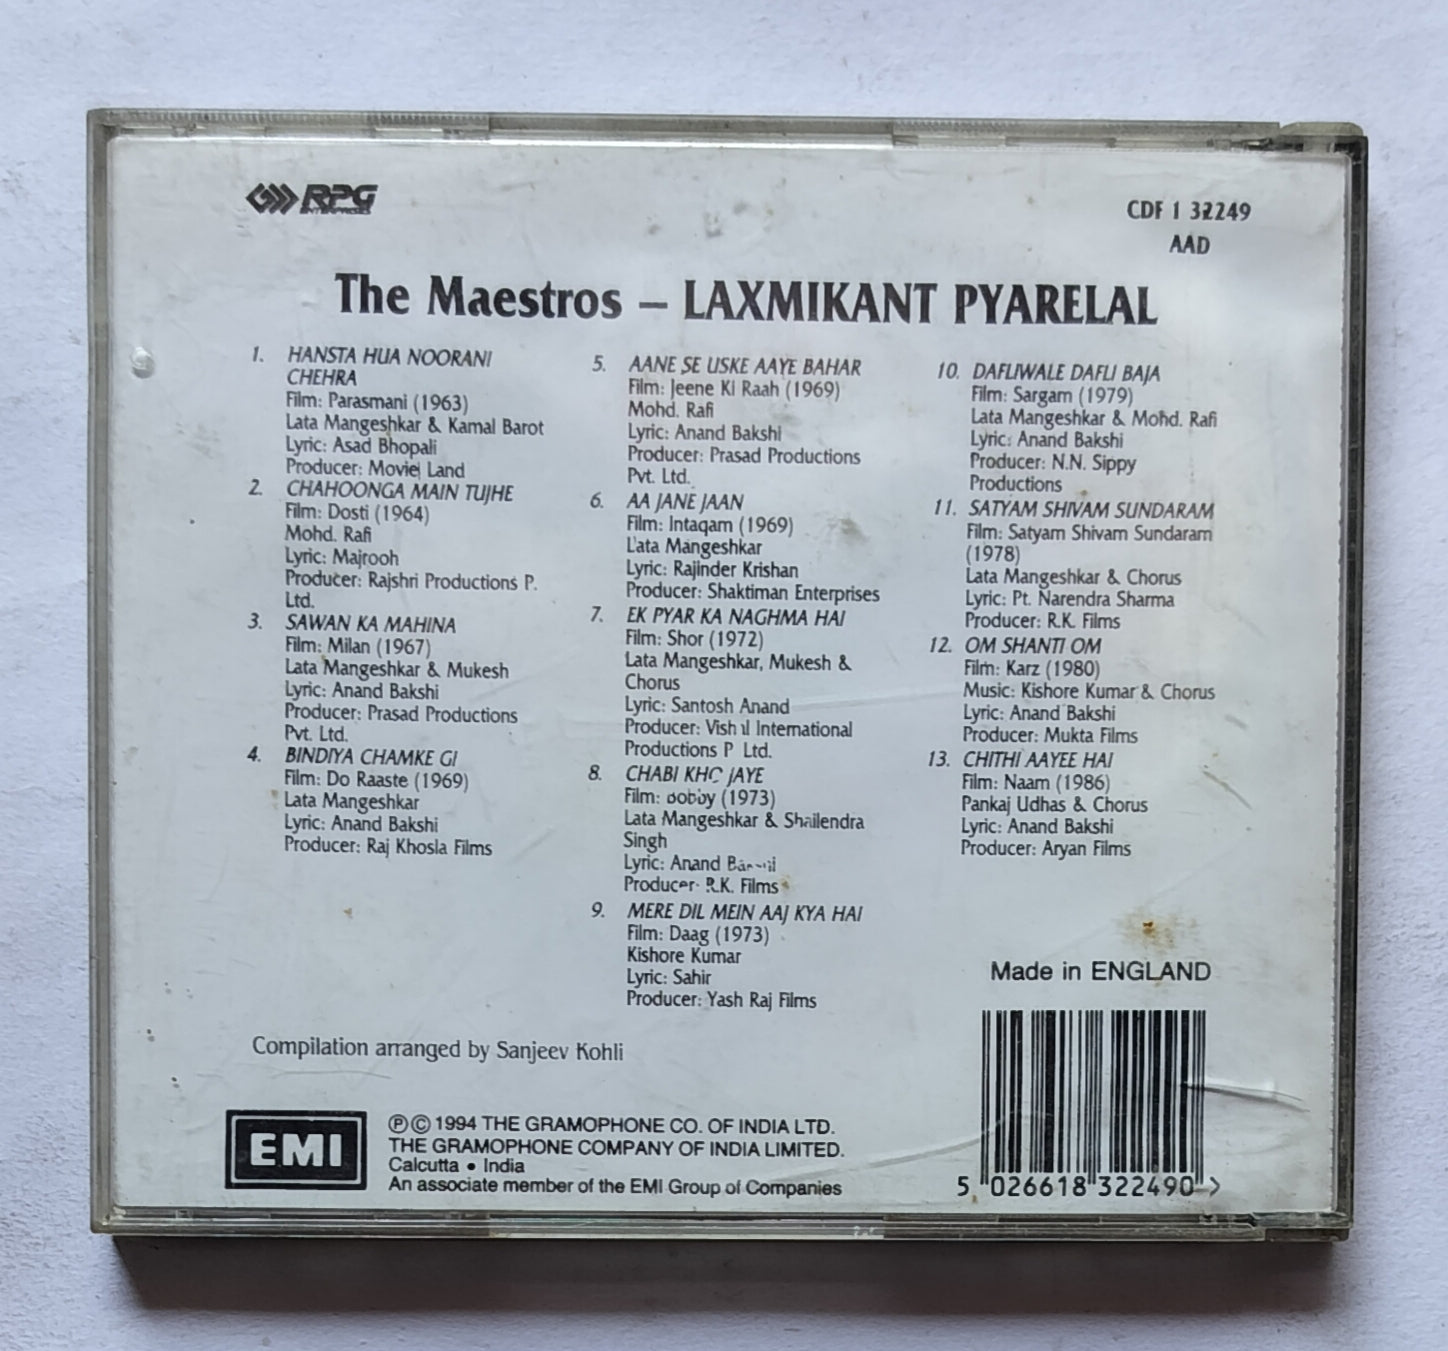 RPG
ENTERPRISES
CDF 1 32249
AAD
The Maestros – LAXMIKANT PYARELAL
1. HANSTA HUA NOORANI
CHEHRA
Film: Parasmani (1963)
Lata Mangeshkar & Kamal Barot
Lyric: Asad Bhopali
Producer: Movie Land
2. CHAHOONGA MAIN TUJHE
Film: Dosti (1964)
Mohd. Rafi
Lyric: Majrooh
Producer: Rajshri Productions P.
Ltd.
3. SAWAN KA MAHINA
Film: Milan (1967)
Lata Mangeshkar & Mukesh
Lyric: Anand Bakshi
Producer: Prasad Productions
Pvt. Ltd.
4. BINDIYA CHAMKE GI
Film: Do Raaste (1969)
Lata Mangeshkar
Lyric: Anand Bakshi
Producer: Raj Khosla Films
5. AANE SE USKE AAYE BAHAR
Film: Jeene Ki Raah (1969)
Mohd. Rafi
Lyric: Anand Bakshi
Producer: Prasad Productions
Pvt. Ltd.
6. AA JANE JAAN
Film: Intaqam (1969)
Lata Mangeshkar
Lyric: Rajinder Krishan
Producer: Shaktiman Enterprises
7. EK PYAR KA NAGHMA HAI
Film: Shor (1972)
Lata Mangeshkar, Mukesh &
Chorus
Lyric: Santosh Anand
Producer: Vishal International
Productions P Ltd.
8. CHABI KHO JAYE
Film: Bobby (1973)
Lata Mangeshkar & Shailendra
Singh
Lyric: Anand Bakshi
Producer: R.K. Films
9. MERE DIL MEIN AAJ KYA HAI
Film: Daag (1973)
Kishore Kumar
Lyric: Sahir
Producer: Yash Raj Films
10. DAFLIWALE DAFLI BAJA
Film: Sargam (1979)
Lata Mangeshkar & Mohd. Rafi
Lyric: Anand Bakshi
Producer: N.N. Sippy
Productions
11. SATYAM SHIVAM SUNDARAM
Film: Satyam Shivam Sundaram
(1978)
Lata Mangeshkar & Chorus
Lyric: Pt. Narendra Sharma
Producer: R.K. Films
12. OM SHANTI OM
Film: Karz (1980)
Music: Kishore Kumar & Chorus
Lyric: Anand Bakshi
Producer: Mukta Films
13. CHITHI AAYEE HAI
Film: Naam (1986)
Pankaj Udhas & Chorus
Lyric: Anand Bakshi
Producer: Aryan Films
Made in ENGLAND
Compilation arranged by Sanjeev Kohli
EMI
Ⓟ© 1994 THE GRAMOPHONE CO. OF INDIA LTD.
THE GRAMOPHONE COMPANY OF INDIA LIMITED.
Calcutta • India
An associate member of the EMI Group of Companies
5 026618 322490 >